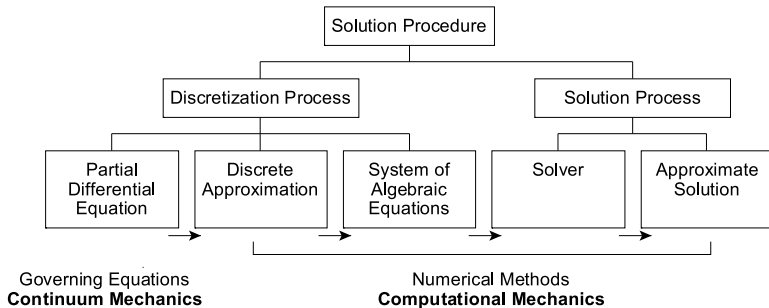 Solution Procedure
Discretization Process
Solution Process
Partial
Differential
Equation
Discrete
Approximation
System of
Algebraic
Equations
Solver
Approximate
Solution
Governing Equations
Continuum Mechanics
Numerical Methods
Computational Mechanics